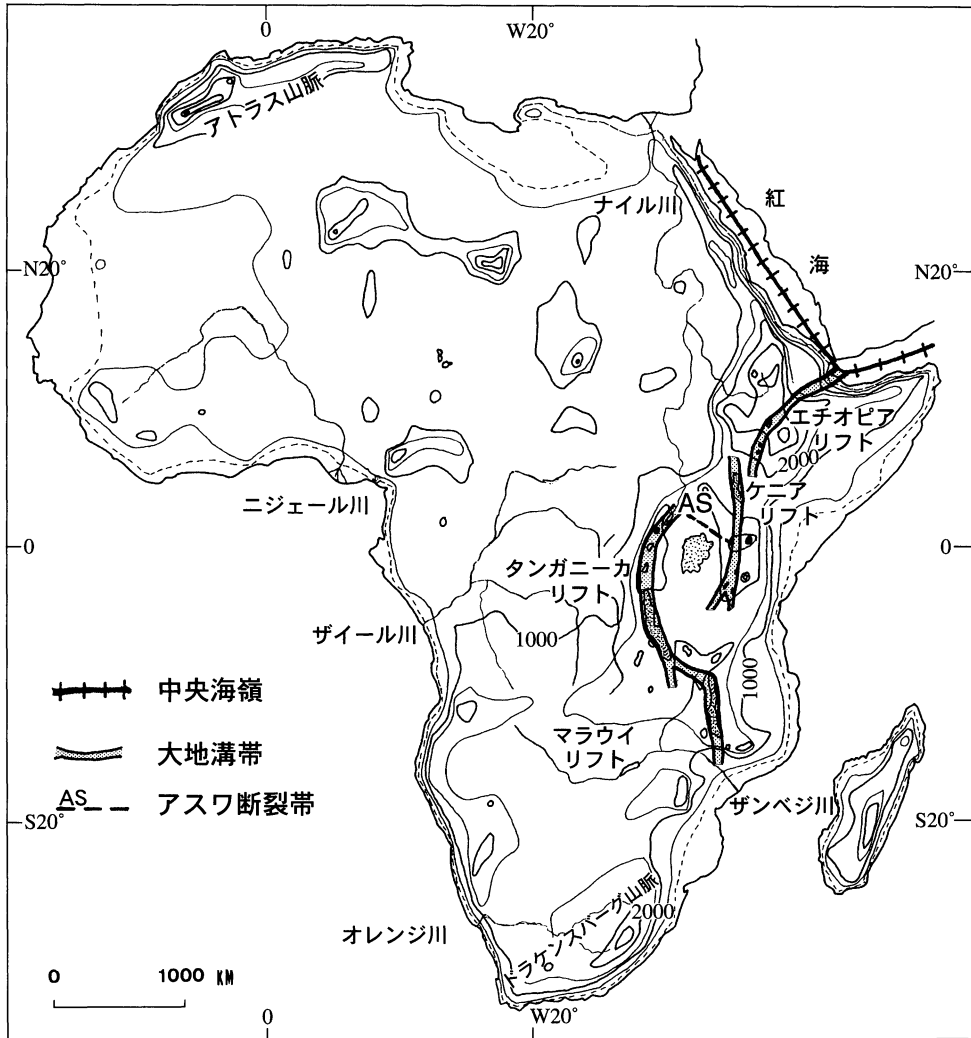 0
W20°
アトラス山脈
ナイル川
紅
海
N20°
N20°
エチオピア
リフト
2000
ケニア
リフト
AS
ニジェール川
0
0
タンガニーカ
リフト
ザイール川
1000
1000
中央海嶺
マラウイ
リフト
大地溝帯
AS
アスワ断裂帯
ザンベジ川
S20°
S20°
ドラケンスバーグ山脈
2000
オレンジ川
0
1000 KM
0
W20°